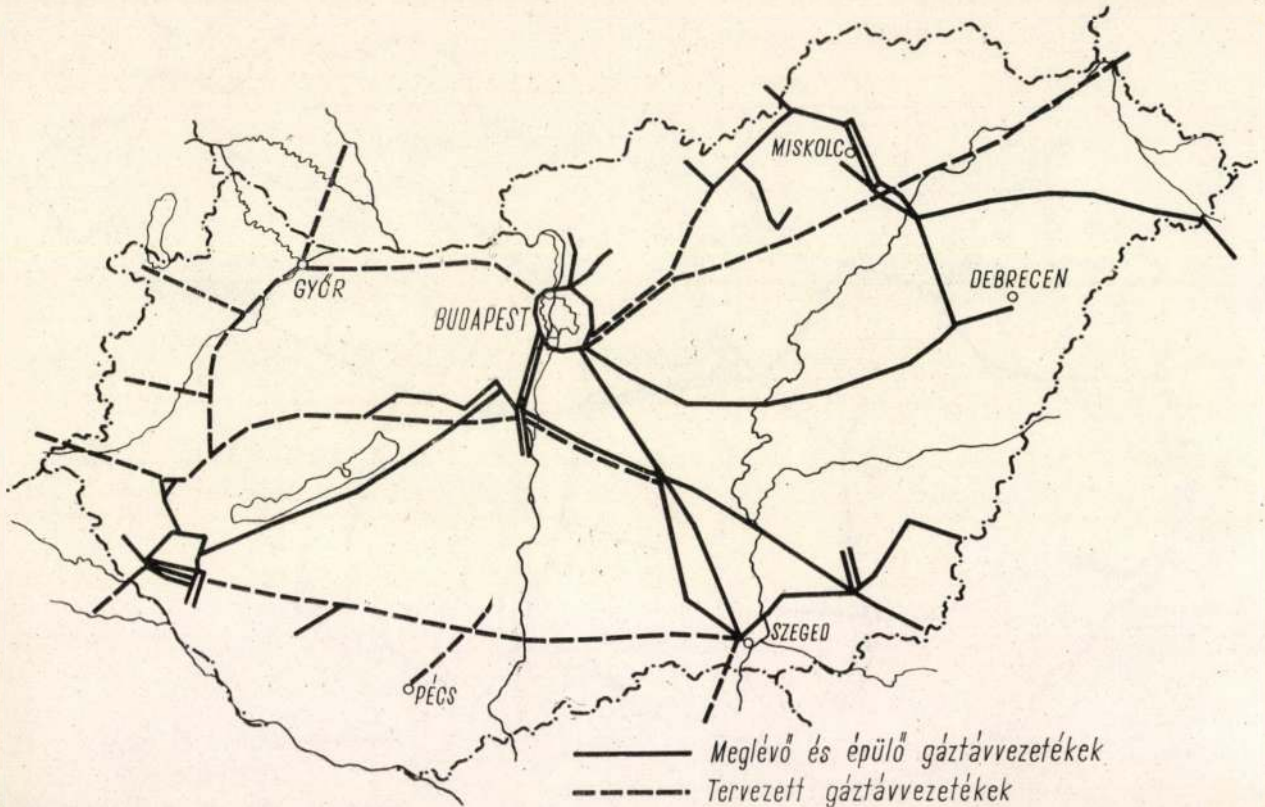 MISKOLC
GYŐR
BUDAPEST
DEBRECEN
SZEGED
PÉCS
Meglévő és épülő gáztávvezetékek
Tervezett gáztávvezetékek